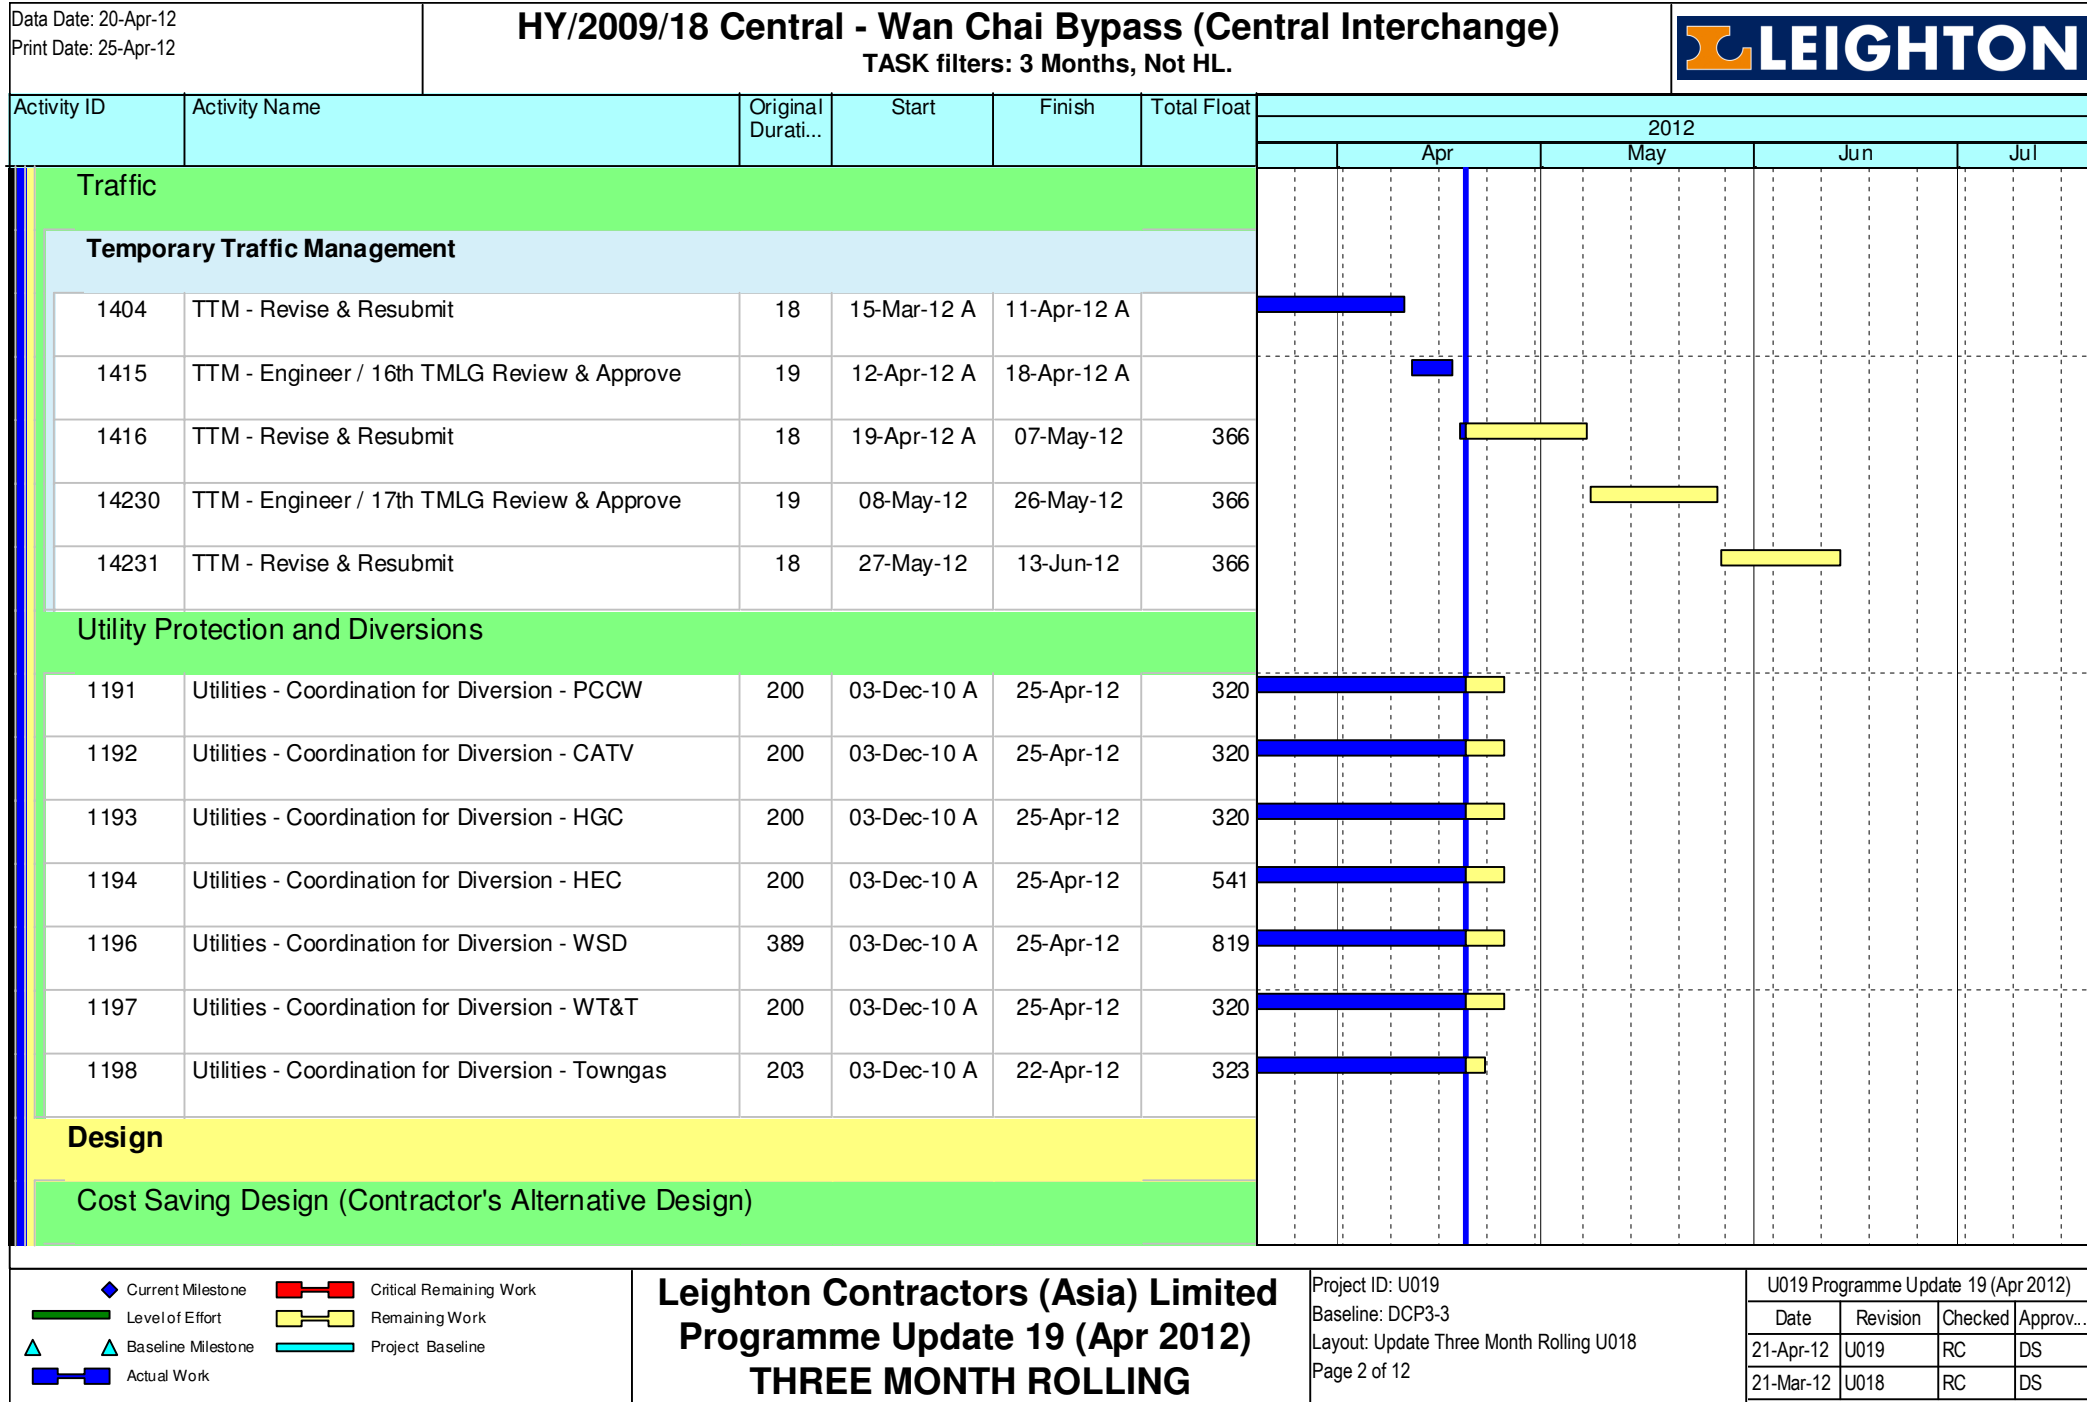 Data Date: 20-Apr-12
Print Date: 25-Apr-12
HY/2009/18 Central - Wan Chai Bypass (Central Interchange)
TASK filters: 3 Months, Not HL.
LEIGHTON
Activity ID Activity Name Original Durati... Start Finish Total Float
2012
Apr May Jun Jul
Traffic
Temporary Traffic Management
1404 TTM - Revise & Resubmit 18 15-Mar-12 A 11-Apr-12 A
1415 TTM - Engineer / 16th TMLG Review & Approve 19 12-Apr-12 A 18-Apr-12 A
1416 TTM - Revise & Resubmit 18 19-Apr-12 A 07-May-12 366
14230 TTM - Engineer / 17th TMLG Review & Approve 19 08-May-12 26-May-12 366
14231 TTM - Revise & Resubmit 18 27-May-12 13-Jun-12 366
Utility Protection and Diversions
1191 Utilities - Coordination for Diversion - PCCW 200 03-Dec-10 A 25-Apr-12 320
1192 Utilities - Coordination for Diversion - CATV 200 03-Dec-10 A 25-Apr-12 320
1193 Utilities - Coordination for Diversion - HGC 200 03-Dec-10 A 25-Apr-12 320
1194 Utilities - Coordination for Diversion - HEC 200 03-Dec-10 A 25-Apr-12 541
1196 Utilities - Coordination for Diversion - WSD 389 03-Dec-10 A 25-Apr-12 819
1197 Utilities - Coordination for Diversion - WT&T 200 03-Dec-10 A 25-Apr-12 320
1198 Utilities - Coordination for Diversion - Towngas 203 03-Dec-10 A 22-Apr-12 323
Design
Cost Saving Design (Contractor's Alternative Design)
Current Milestone Critical Remaining Work
Level of Effort Remaining Work
Baseline Milestone Project Baseline
Actual Work
Leighton Contractors (Asia) Limited
Programme Update 19 (Apr 2012)
THREE MONTH ROLLING
Project ID: U019
Baseline: DCP3-3
Layout: Update Three Month Rolling U018
Page 2 of 12
U019 Programme Update 19 (Apr 2012)
Date Revision Checked Approv...
21-Apr-12 U019 RC DS
21-Mar-12 U018 RC DS